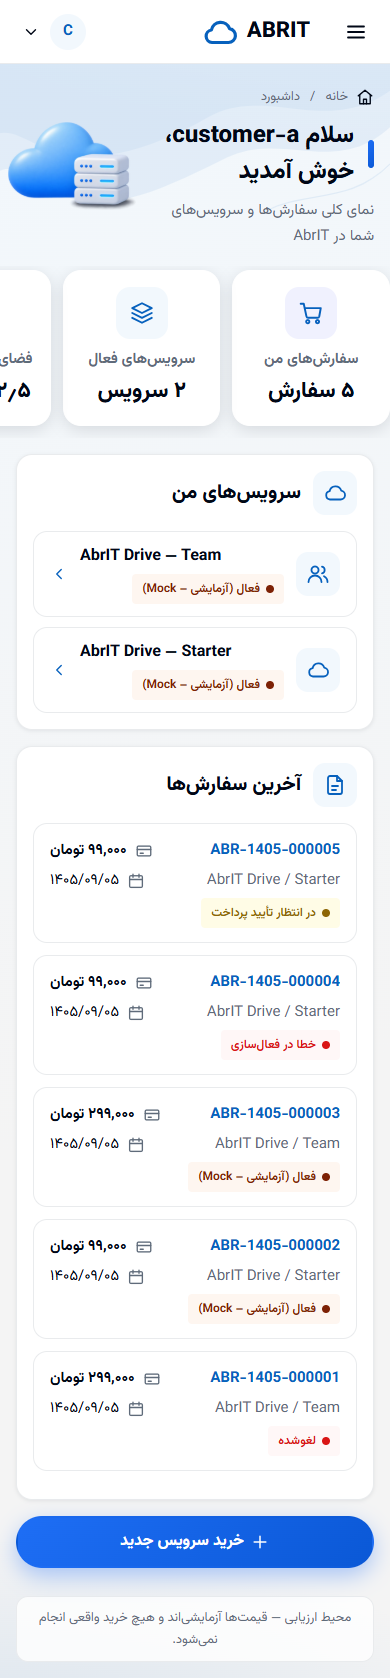 ABRIT
C
خانه / داشبورد
سلام customer-a،
خوش آمدید
نمای کلی سفارش‌ها و سرویس‌های
شما در AbrIT
سفارش‌های من
۵ سفارش
سرویس‌های فعال
۲ سرویس
فضای
۲٫۵
سرویس‌های من
AbrIT Drive — Team
فعال (آزمایشی – Mock)
AbrIT Drive — Starter
فعال (آزمایشی – Mock)
آخرین سفارش‌ها
ABR-1405-000005
۹۹,۰۰۰ تومان
AbrIT Drive / Starter
۱۴۰۵/۰۹/۰۵
در انتظار تأیید پرداخت
ABR-1405-000004
۹۹,۰۰۰ تومان
AbrIT Drive / Starter
۱۴۰۵/۰۹/۰۵
خطا در فعال‌سازی
ABR-1405-000003
۲۹۹,۰۰۰ تومان
AbrIT Drive / Team
۱۴۰۵/۰۹/۰۵
فعال (آزمایشی – Mock)
ABR-1405-000002
۹۹,۰۰۰ تومان
AbrIT Drive / Starter
۱۴۰۵/۰۹/۰۵
فعال (آزمایشی – Mock)
ABR-1405-000001
۲۹۹,۰۰۰ تومان
AbrIT Drive / Team
۱۴۰۵/۰۹/۰۵
لغوشده
+ خرید سرویس جدید
محیط ارزیابی — قیمت‌ها آزمایشی‌اند و هیچ خرید واقعی انجام
نمی‌شود.